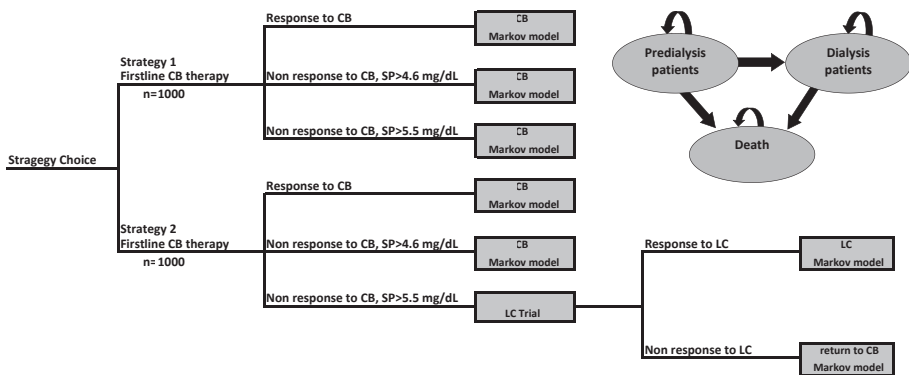 Response to CB
CB
Markov model
Strategy 1
Firstline CB therapy
n=1000
Non response to CB, SP>4.6 mg/dL
CB
Markov model
Non response to CB, SP>5.5 mg/dL
CB
Markov model
Stragegy Choice
Response to CB
CB
Markov model
Strategy 2
Firstline CB therapy
n=1000
Non response to CB, SP>4.6 mg/dL
CB
Markov model
Non response to CB, SP>5.5 mg/dL
LC Trial
Response to LC
LC
Markov model
Non response to LC
return to CB
Markov model
Predialysis
patients
Dialysis
patients
Death